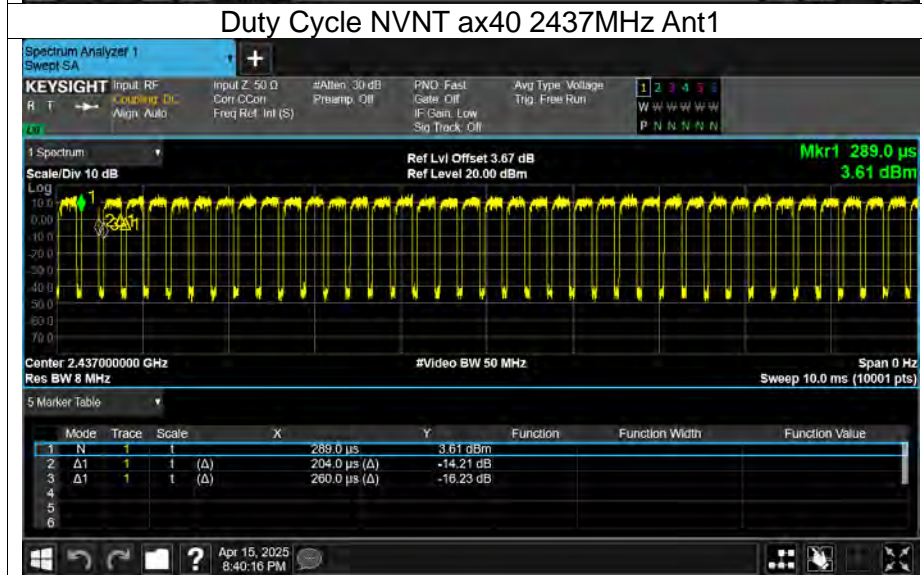 Duty Cycle NVNT ax40 2437MHz Ant1
Spectrum Analyzer 1
Swept SA
+
KEYSIGHT Input: RF Input Z: 50 Ω #Atten: 30 dB PNO: Fast Avg Type: Voltage 1 2 3 4 5 6
R T Coupling: DC Corr CCorr Preamp: Off Gate: Off Trig: Free Run W W W W W W
Align: Auto Freq Ref: Int (S) IF Gain: Low P N N N N N
Sig Track: Off
1 Spectrum Ref Lvl Offset 3.67 dB Mkr1 289.0 µs
Scale/Div 10 dB Ref Level 20.00 dBm 3.61 dBm
Log
10.0
0.00
-10.0
-20.0
-30.0
-40.0
-50.0
-60.0
-70.0
1
Center 2.437000000 GHz #Video BW 50 MHz Span 0 Hz
Res BW 8 MHz Sweep 10.0 ms (10001 pts)
5 Marker Table
Mode Trace Scale X Y Function Function Width Function Value
1 N 1 t 289.0 µs 3.61 dBm
2 Δ1 1 t (Δ) 204.0 µs (Δ) -14.21 dB
3 Δ1 1 t (Δ) 260.0 µs (Δ) -16.23 dB
4
5
6
? Apr 15, 2025
8:40:16 PM